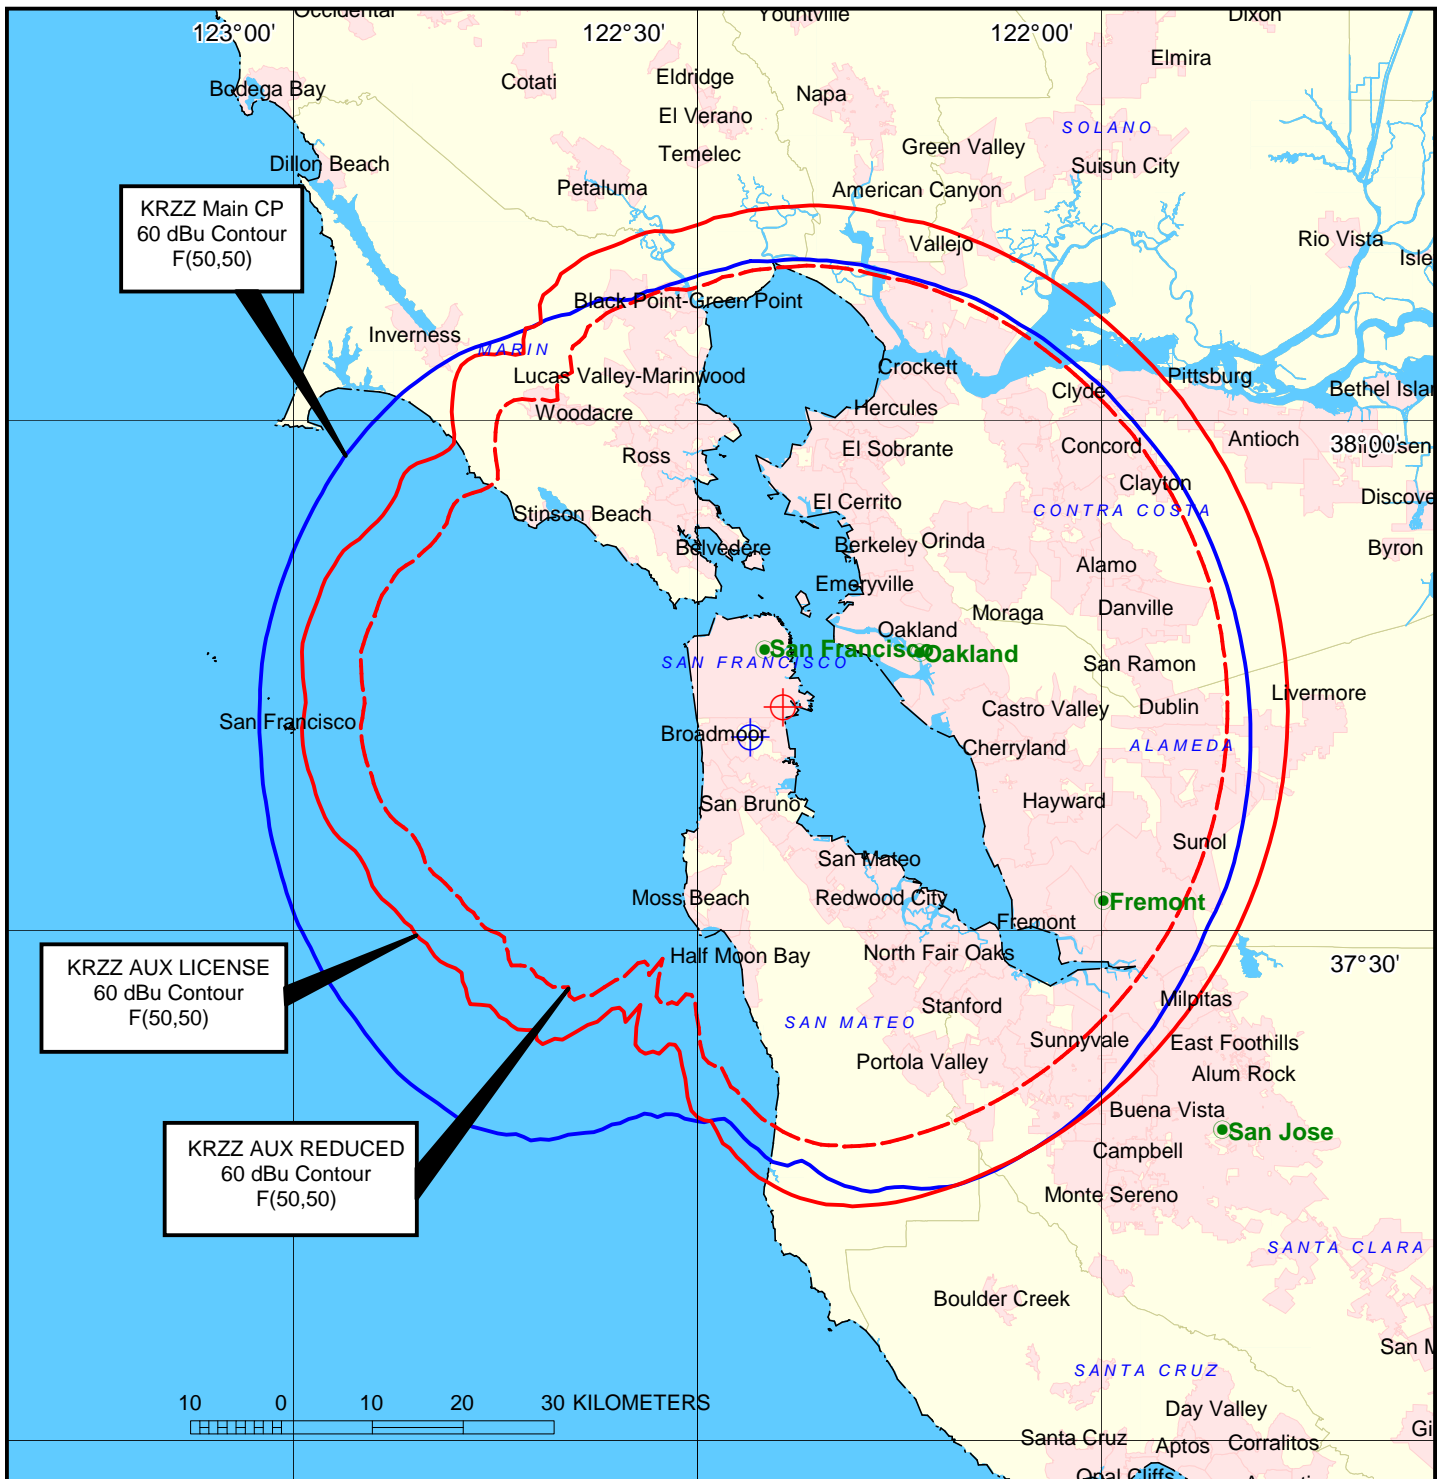 Occidental
Yountville
Dixon
123°00'
122°30'
122°00'
Elmira
Bodega Bay
Cotati
Eldridge
Napa
El Verano
SOLANO
Temelec
Green Valley
Dillon Beach
Suisun City
Petaluma
American Canyon
KRZZ Main CP
60 dBu Contour
F(50,50)
Vallejo
Rio Vista
Isle
Black Point-Green Point
Inverness
MARIN
Crockett
Lucas Valley-Marinwood
Pittsburg
Clyde
Bethel Islan
Woodacre
Hercules
Antioch
38°00'
El Sobrante
Concord
Ross
Clayton
El Cerrito
Discove
Stinson Beach
CONTRA COSTA
Belvedere
Berkeley
Orinda
Byron
Emeryville
Alamo
Moraga
Danville
Oakland
San Francisco
Oakland
SAN FRANCISCO
San Ramon
Livermore
San Francisco
Castro Valley
Dublin
Broadmoor
Cherryland
ALAMEDA
San Bruno
Hayward
Sunol
San Mateo
Moss Beach
Redwood City
Fremont
Fremont
Half Moon Bay
North Fair Oaks
37°30'
KRZZ AUX LICENSE
60 dBu Contour
F(50,50)
Milpitas
Stanford
SAN MATEO
Sunnyvale
East Foothills
Portola Valley
Alum Rock
Buena Vista
San Jose
KRZZ AUX REDUCED
60 dBu Contour
F(50,50)
Campbell
Monte Sereno
SANTA CLARA
Boulder Creek
San M
SANTA CRUZ
10 0 10 20 30 KILOMETERS
Day Valley
Santa Cruz
Aptos
Corralitos
Gi
Opal Cliffs